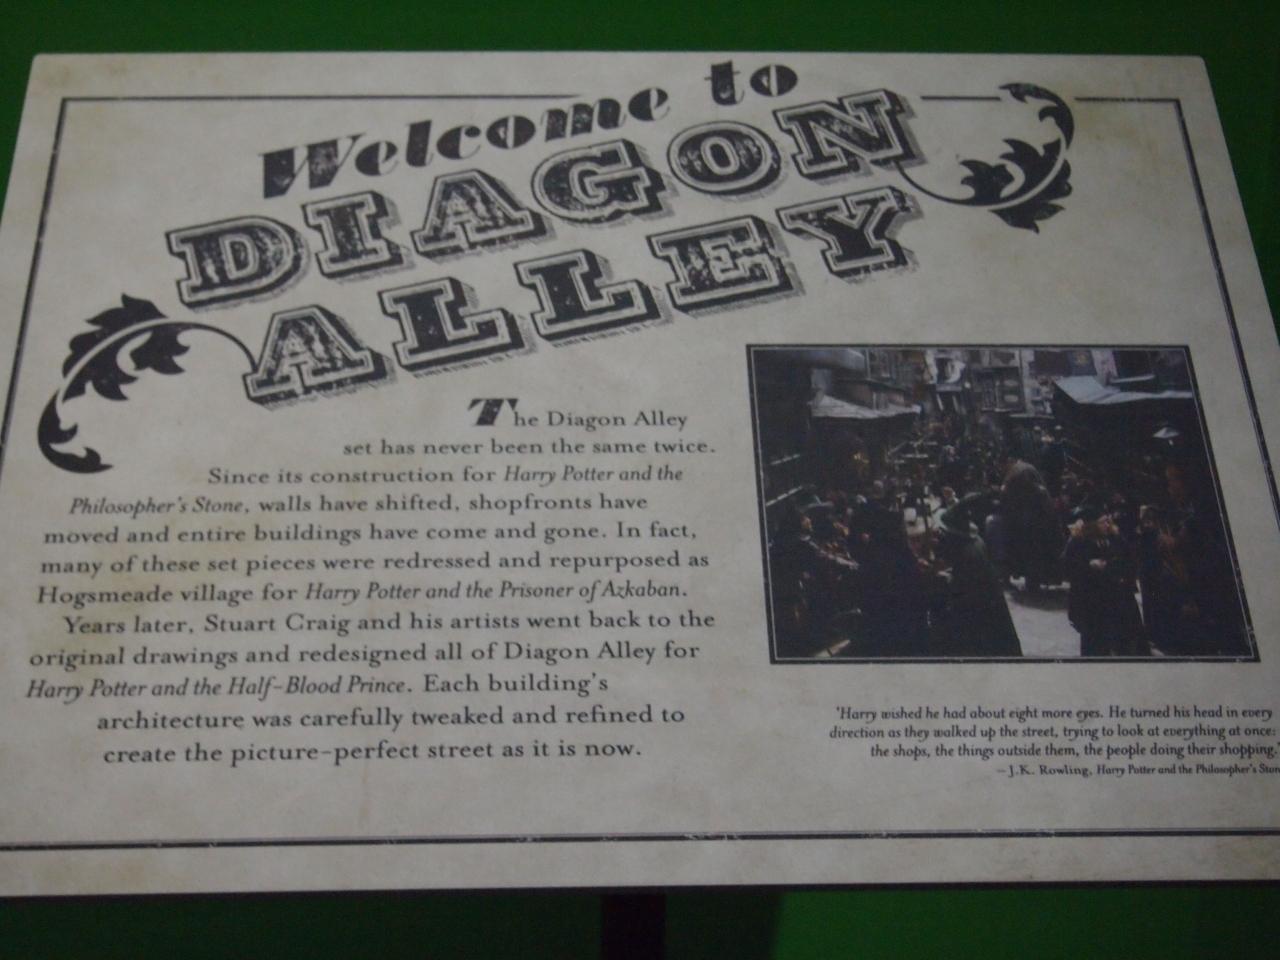 Welcome to
DIAGON
ALLEY
The Diagon Alley
set has never been the same twice.
Since its construction for Harry Potter and the
Philosopher's Stone, walls have shifted, shopfronts have
moved and entire buildings have come and gone. In fact,
many of these set pieces were redressed and repurposed as
Hogsmeade village for Harry Potter and the Prisoner of Azkaban.
Years later, Stuart Craig and his artists went back to the
original drawings and redesigned all of Diagon Alley for
Harry Potter and the Half-Blood Prince. Each building's
architecture was carefully tweaked and refined to
create the picture-perfect street as it is now.
'Harry wished he had about eight more eyes. He turned his head in every
direction as they walked up the street, trying to look at everything at once:
the shops, the things outside them, the people doing their shopping.'
– J.K. Rowling, Harry Potter and the Philosopher's Ston